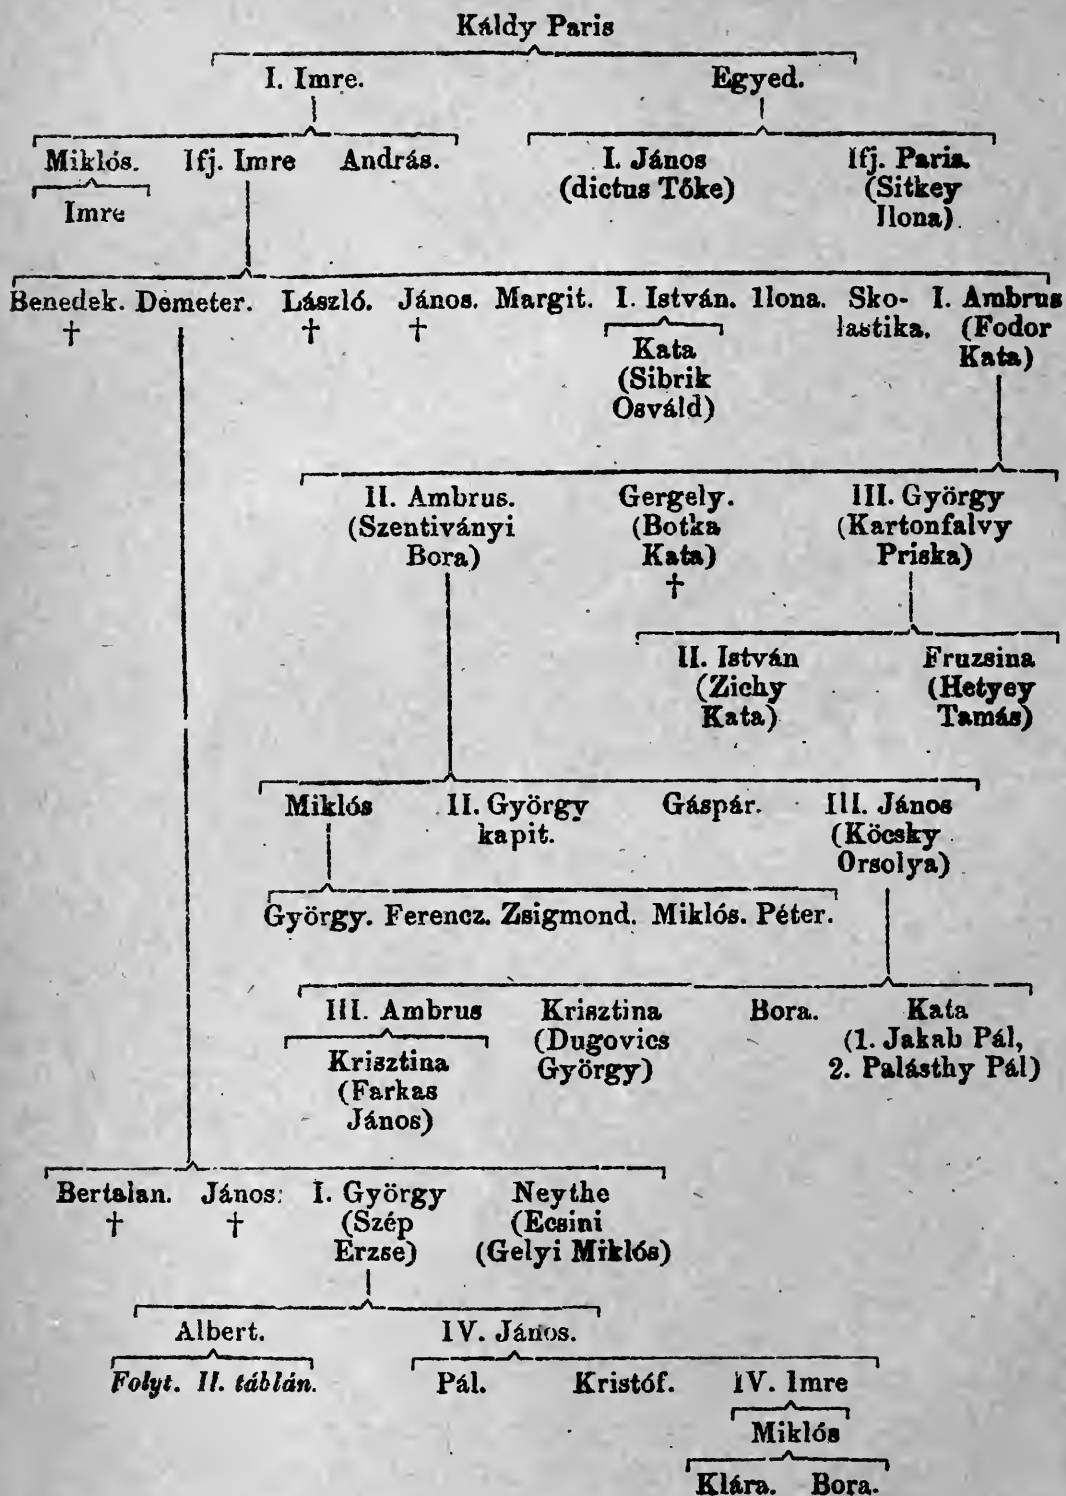 Káldy Paris
I. Imre. Egyed.
Miklós. Ifj. Imre András. I. János Ifj. Paris.
(dictus Tőke) (Sitkey
Imre Ilona).
Benedek. Demeter. László. János. Margit. I. István. Ilona. Sko- I. Ambrus
† † † Kata lastika. (Fodor
(Sibrik Kata)
Osváld)
II. Ambrus. Gergely. III. György
(Szentiványi (Botka (Kartonfalvy
Bora) Kata) Priska)
†
II. István Fruzsina
(Zichy (Hetyey
Kata) Tamás)
Miklós II. György Gáspár. III. János
kapit. (Köcsky
Orsolya)
György. Ferencz. Zsigmond. Miklós. Péter.
III. Ambrus Krisztina Bora. Kata
(Dugovics (1. Jakab Pál,
Krisztina György) 2. Palásthy Pál)
(Farkas
János)
Bertalan. János: I. György Neythe
† † (Szép (Ecsini
Erzse) (Gelyi Miklós)
Albert. IV. János.
Folyt. II. táblán. Pál. Kristóf. IV. Imre
Miklós
Klára. Bora.